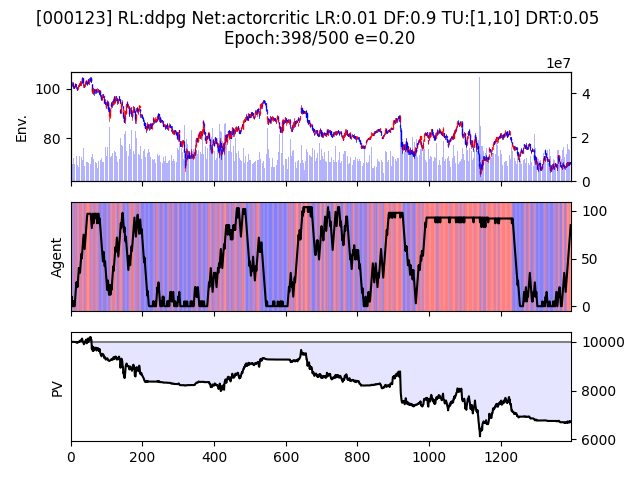 [000123] RL:ddpg Net:actorcritic LR:0.01 DF:0.9 TU:[1,10] DRT:0.05
Epoch:398/500 e=0.20
1e7
Env.
100
80
4
2
0
Agent
100
50
0
PV
10000
8000
6000
0 200 400 600 800 1000 1200